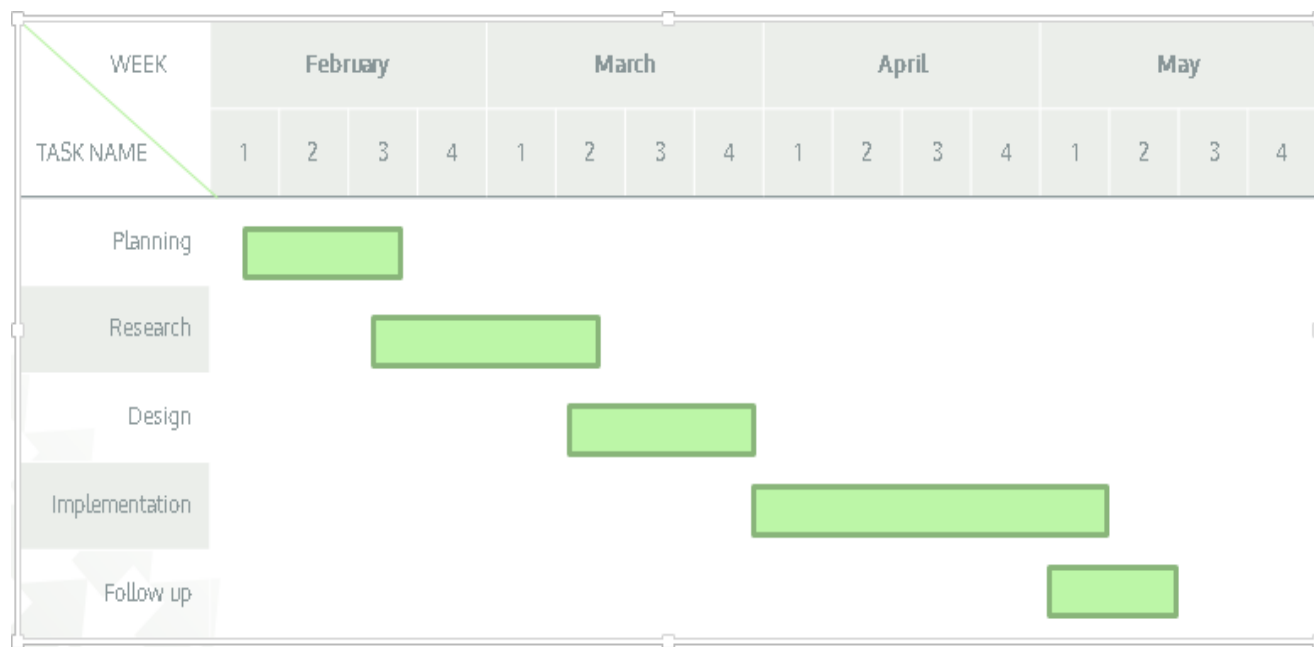 WEEK February March April May
TASK NAME 1 2 3 4 1 2 3 4 1 2 3 4 1 2 3 4
Planning
Research
Design
Implementation
Follow up